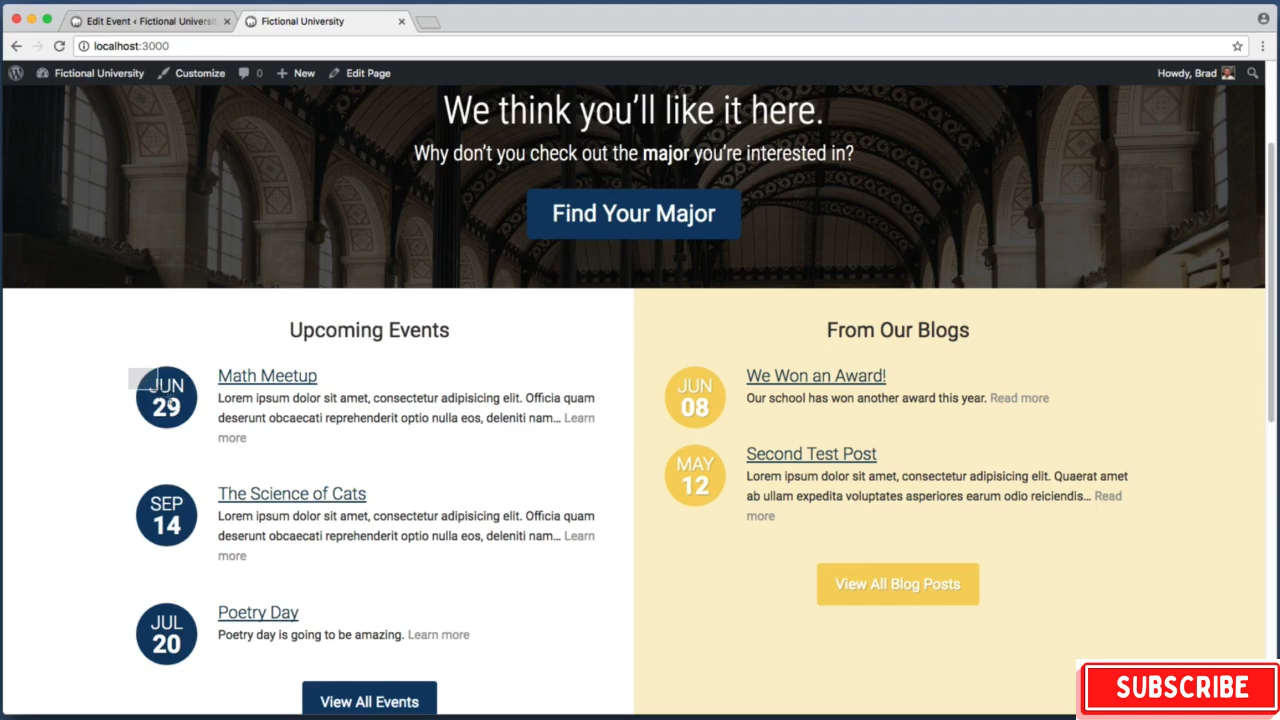 Edit Event ‹ Fictional Universi
Fictional University
localhost:3000
Fictional University
Customize
0
New
Edit Page
Howdy, Brad
We think you'll like it here.
Why don't you check out the major you're interested in?
Find Your Major
Upcoming Events
JUN
29
Math Meetup
Lorem ipsum dolor sit amet, consectetur adipisicing elit. Officia quam
deserunt obcaecati reprehenderit optio nulla eos, deleniti nam... Learn
more
SEP
14
The Science of Cats
Lorem ipsum dolor sit amet, consectetur adipisicing elit. Officia quam
deserunt obcaecati reprehenderit optio nulla eos, deleniti nam... Learn
more
JUL
20
Poetry Day
Poetry day is going to be amazing. Learn more
View All Events
From Our Blogs
JUN
08
We Won an Award!
Our school has won another award this year. Read more
MAY
12
Second Test Post
Lorem ipsum dolor sit amet, consectetur adipisicing elit. Quaerat amet
ab ullam expedita voluptates asperiores earum odio reiciendis... Read
more
View All Blog Posts
SUBSCRIBE